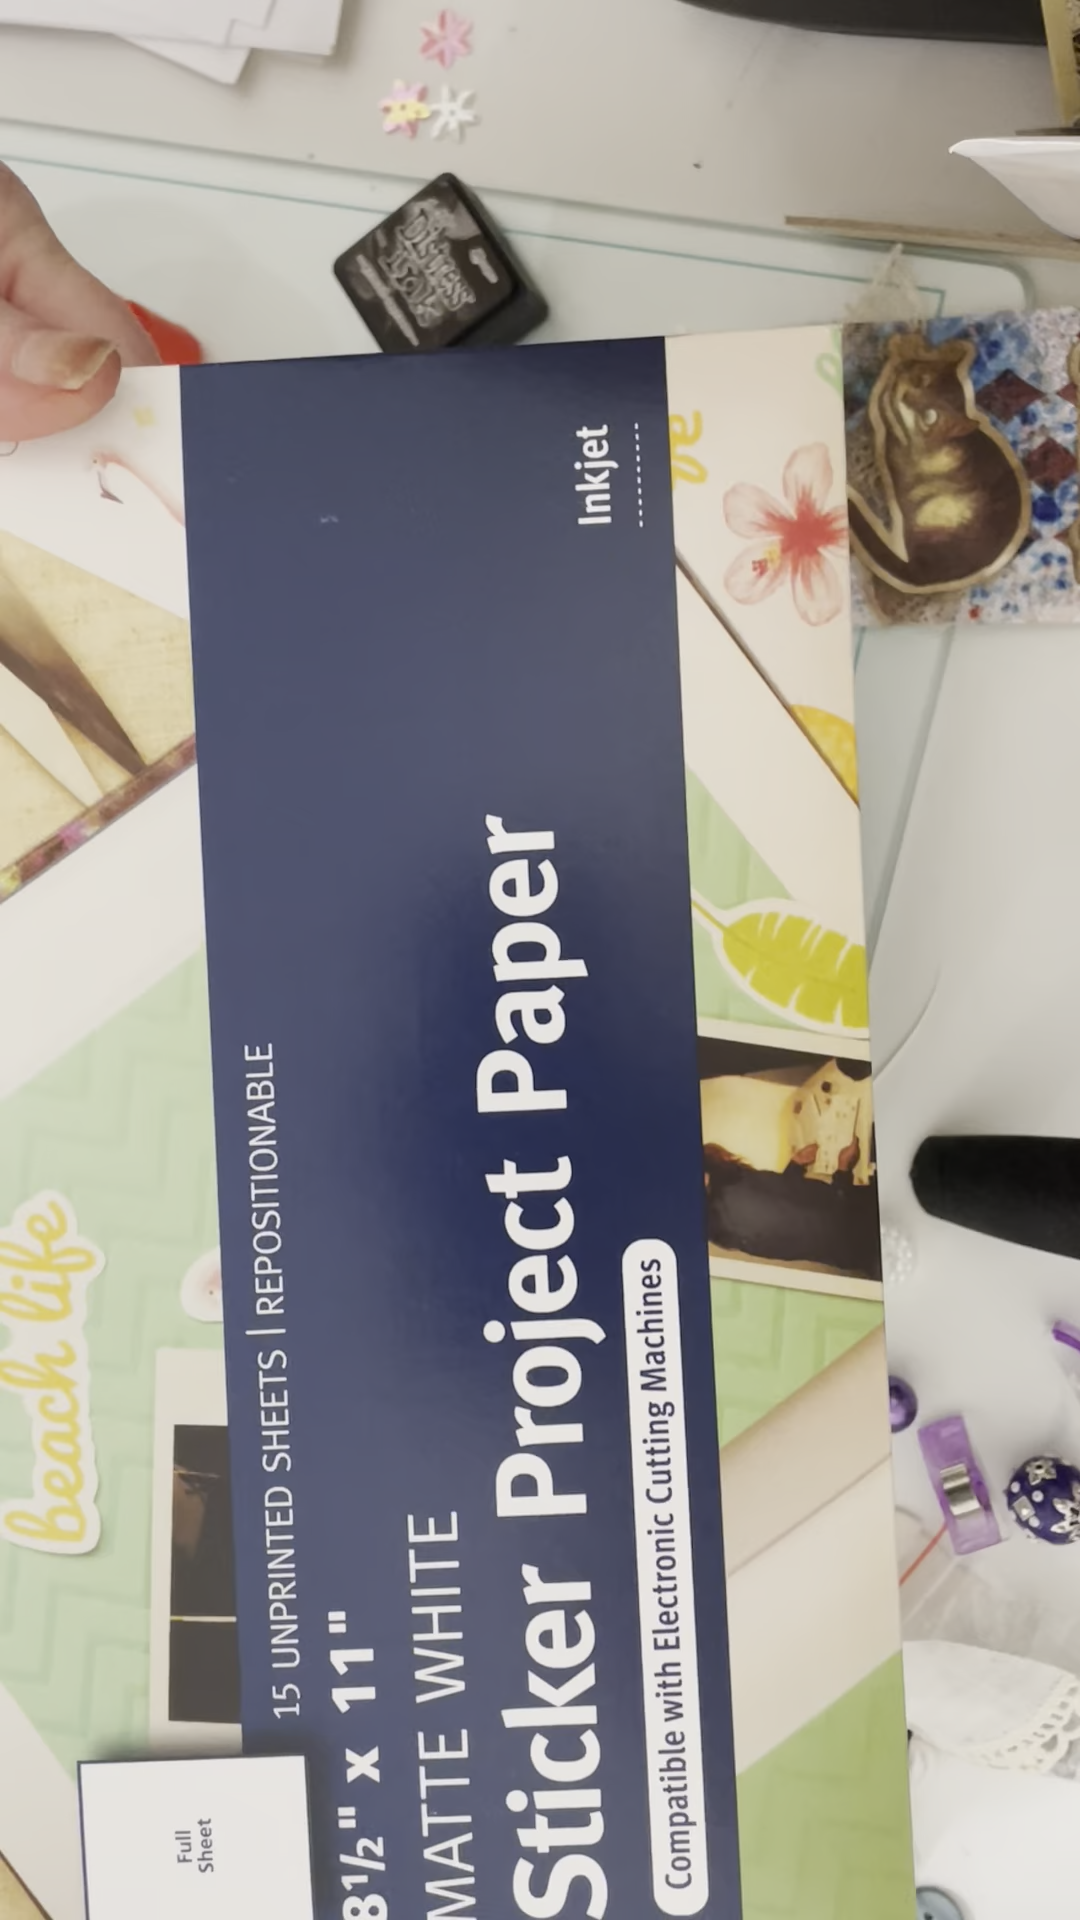 Distress
Inkjet
Sticker Project Paper
Compatible with Electronic Cutting Machines
MATTE WHITE
8½" x 11"
15 UNPRINTED SHEETS | REPOSITIONABLE
Full
Sheet
beach life